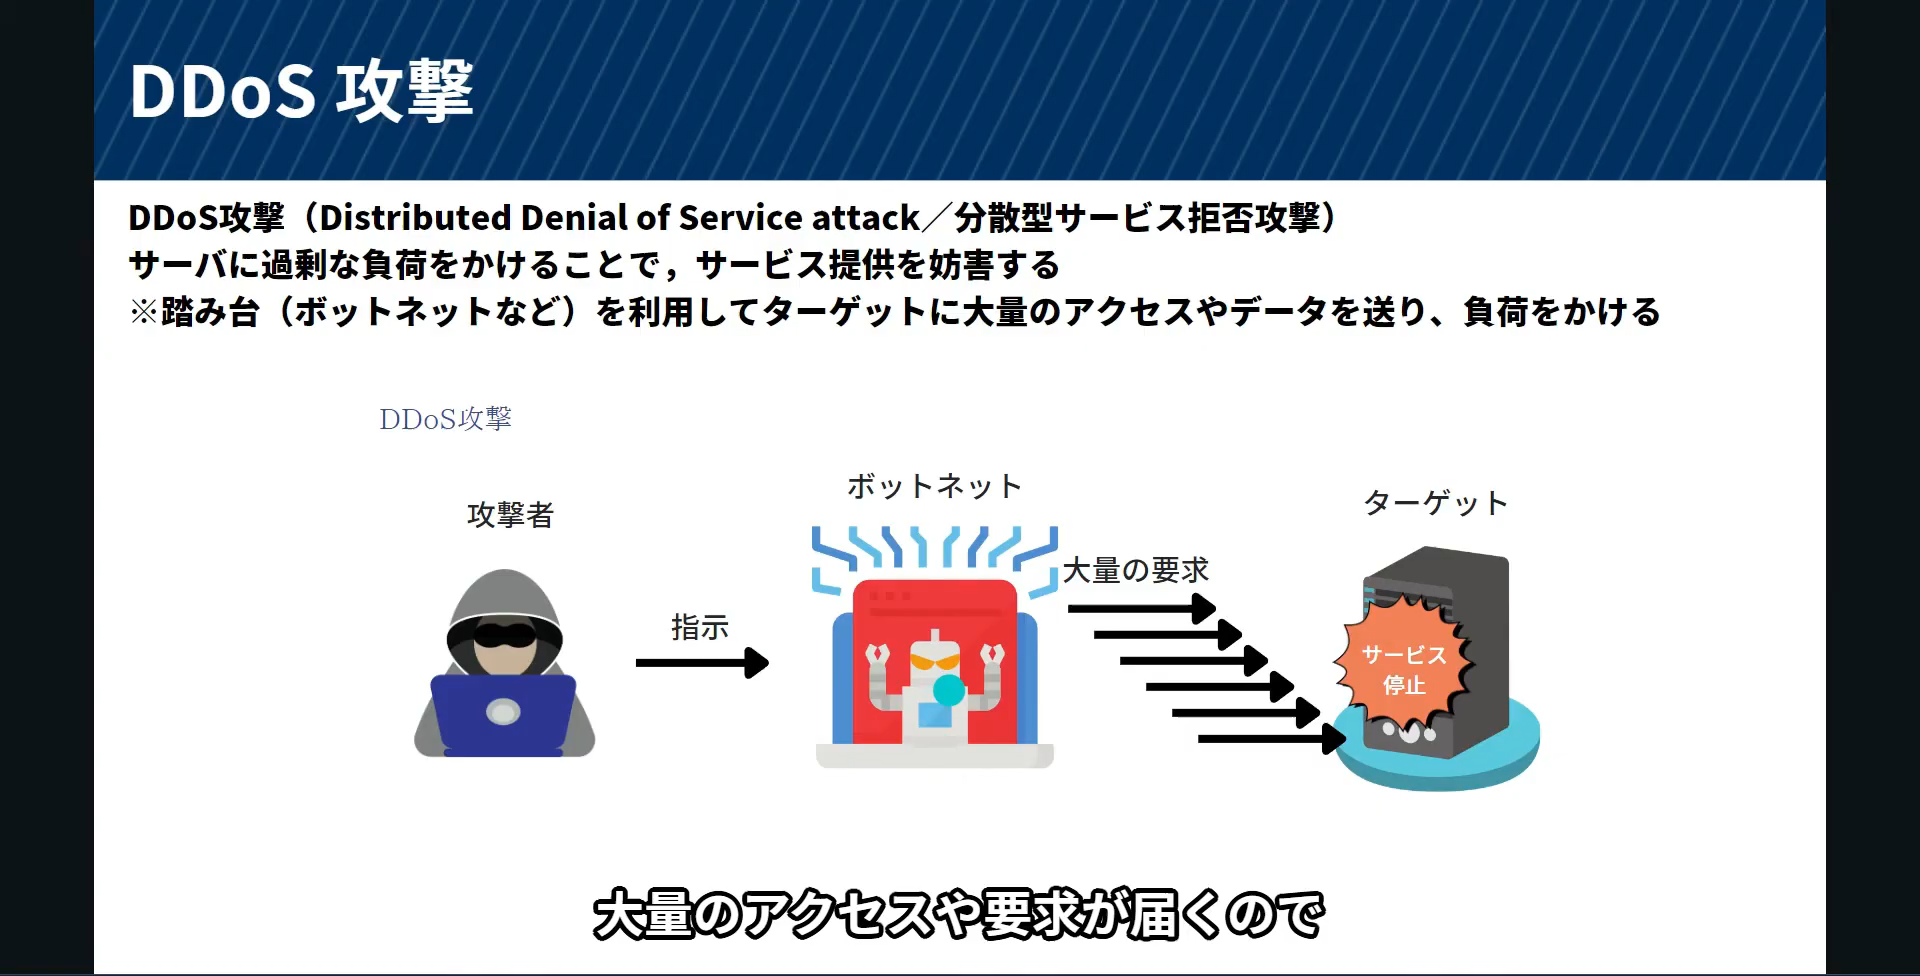 DDoS 攻撃
DDoS攻撃（Distributed Denial of Service attack／分散型サービス拒否攻撃）
サーバに過剰な負荷をかけることで，サービス提供を妨害する
※踏み台（ボットネットなど）を利用してターゲットに大量のアクセスやデータを送り、負荷をかける
DDoS攻撃
攻撃者
指示
ボットネット
大量の要求
ターゲット
サービス
停止
大量のアクセスや要求が届くので